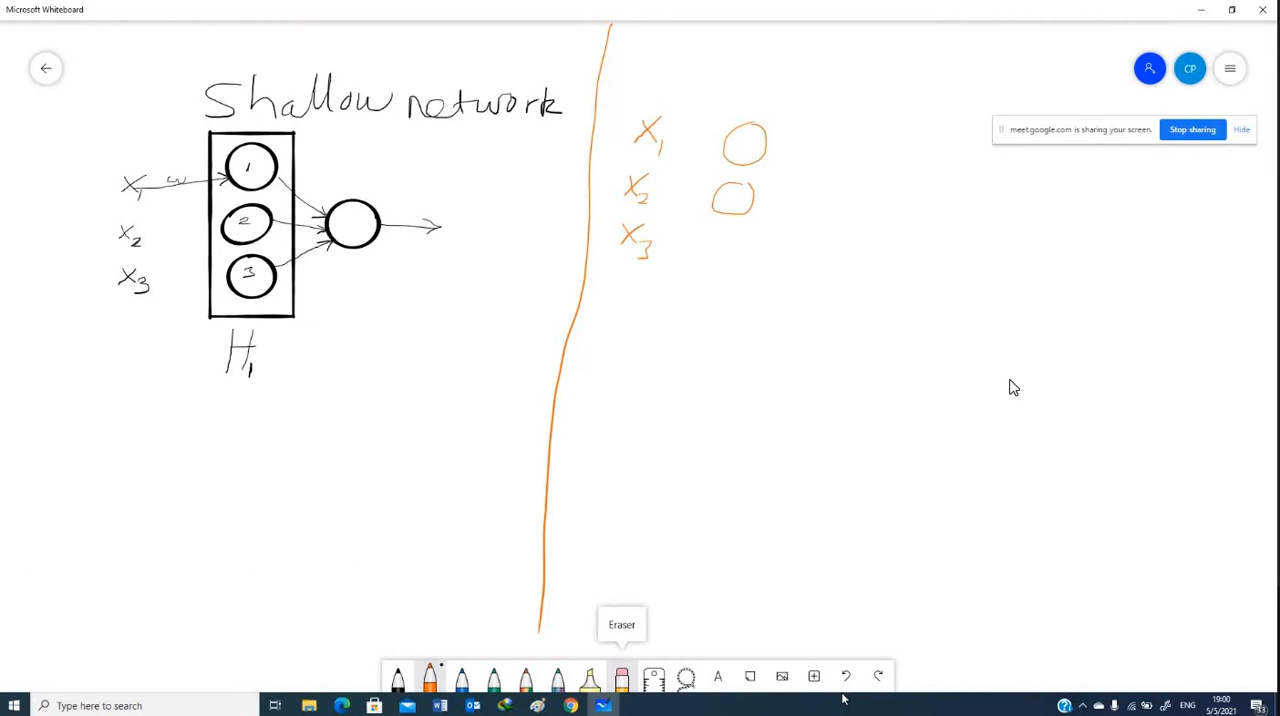 Microsoft Whiteboard
CP
Shallow network
meet.google.com is sharing your screen.
Stop sharing
Hide
X1 w 1
X2 2
X3 3
H1
X1
X2
X3
Eraser
A
Type here to search
ENG
19:00
5/5/2021
33